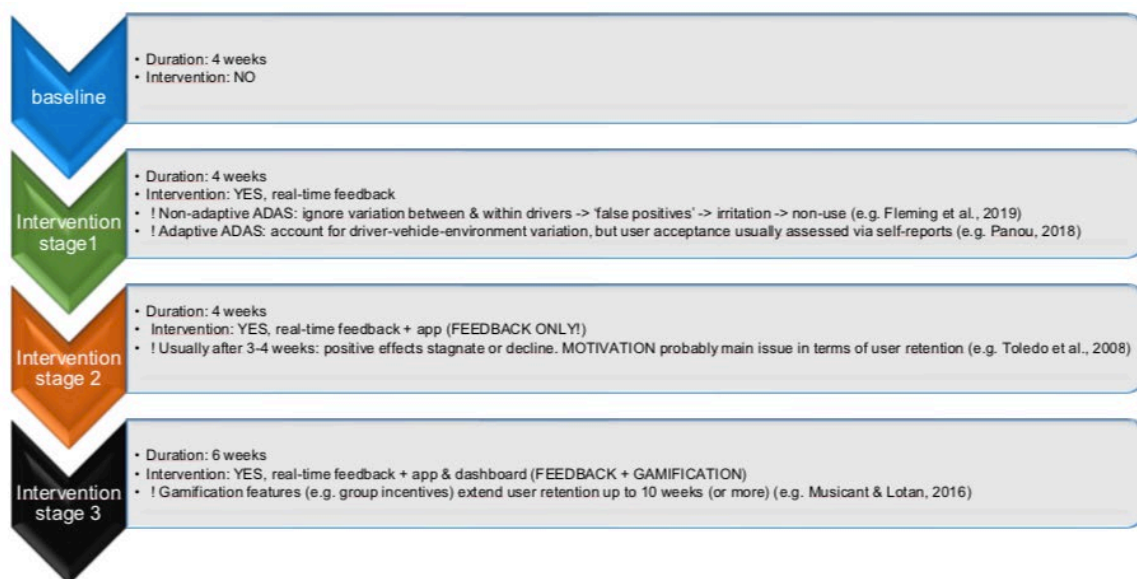 baseline
• Duration: 4 weeks
• Intervention: NO
Intervention
stage1
• Duration: 4 weeks
Intervention: YES, real-time feedback
• ! Non-adaptive ADAS: ignore variation between & within drivers -> 'false positives' -> irritation -> non-use (e.g. Fleming et al., 2019)
• ! Adaptive ADAS: account for driver-vehicle-environment variation, but user acceptance usually assessed via self-reports (e.g. Panou, 2018)
Intervention
stage 2
• Duration: 4 weeks
• Intervention: YES, real-time feedback + app (FEEDBACK ONLY!)
• ! Usually after 3-4 weeks: positive effects stagnate or decline. MOTIVATION probably main issue in terms of user retention (e.g. Toledo et al., 2008)
Intervention
stage 3
• Duration: 6 weeks
• Intervention: YES, real-time feedback + app & dashboard (FEEDBACK + GAMIFICATION)
• ! Gamification features (e.g. group incentives) extend user retention up to 10 weeks (or more) (e.g. Musicant & Lotan, 2016)